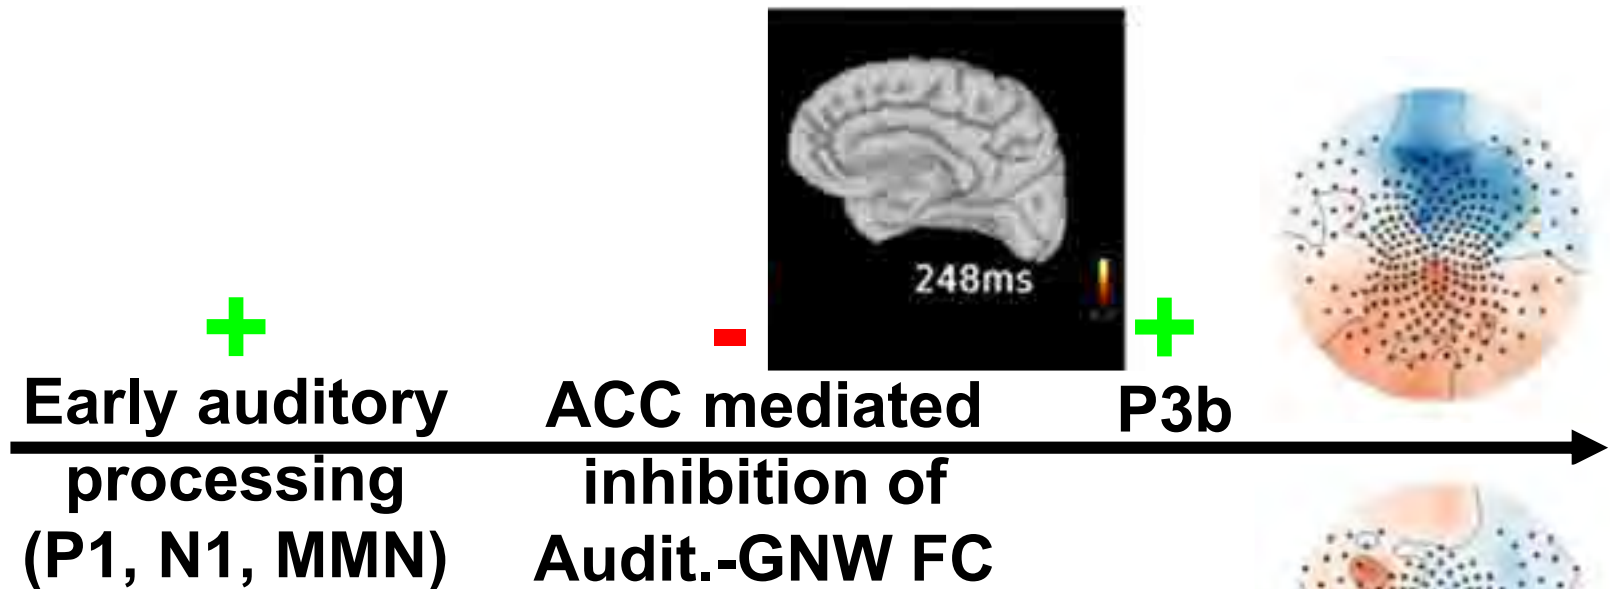 248ms
+
-
+
Early auditory
processing
(P1, N1, MMN)
ACC mediated
inhibition of
Audit.-GNW FC
P3b